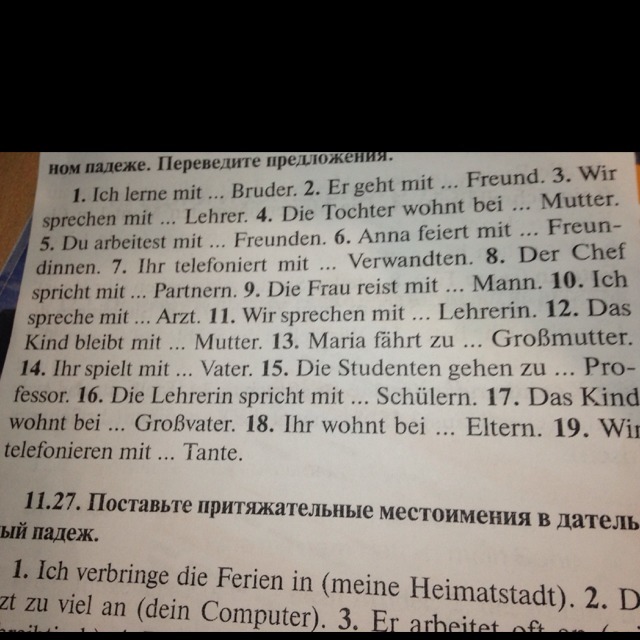 ном падеже. Переведите предложения.
1. Ich lerne mit ... Bruder. 2. Er geht mit ... Freund. 3. Wir
sprechen mit ... Lehrer. 4. Die Tochter wohnt bei ... Mutter.
5. Du arbeitest mit ... Freunden. 6. Anna feiert mit ... Freun-
dinnen. 7. Ihr telefoniert mit ... Verwandten. 8. Der Chef
spricht mit ... Partnern. 9. Die Frau reist mit ... Mann. 10. Ich
spreche mit ... Arzt. 11. Wir sprechen mit ... Lehrerin. 12. Das
Kind bleibt mit ... Mutter. 13. Maria fährt zu ... Großmutter.
14. Ihr spielt mit ... Vater. 15. Die Studenten gehen zu ... Pro-
fessor. 16. Die Lehrerin spricht mit ... Schülern. 17. Das Kind
wohnt bei ... Großvater. 18. Ihr wohnt bei ... Eltern. 19. Wir
telefonieren mit ... Tante.
11.27. Поставьте притяжательные местоимения в датель-
ый падеж.
1. Ich verbringe die Ferien in (meine Heimatstadt). 2. D
zt zu viel an (dein Computer). 3. Er arbeitet oft an